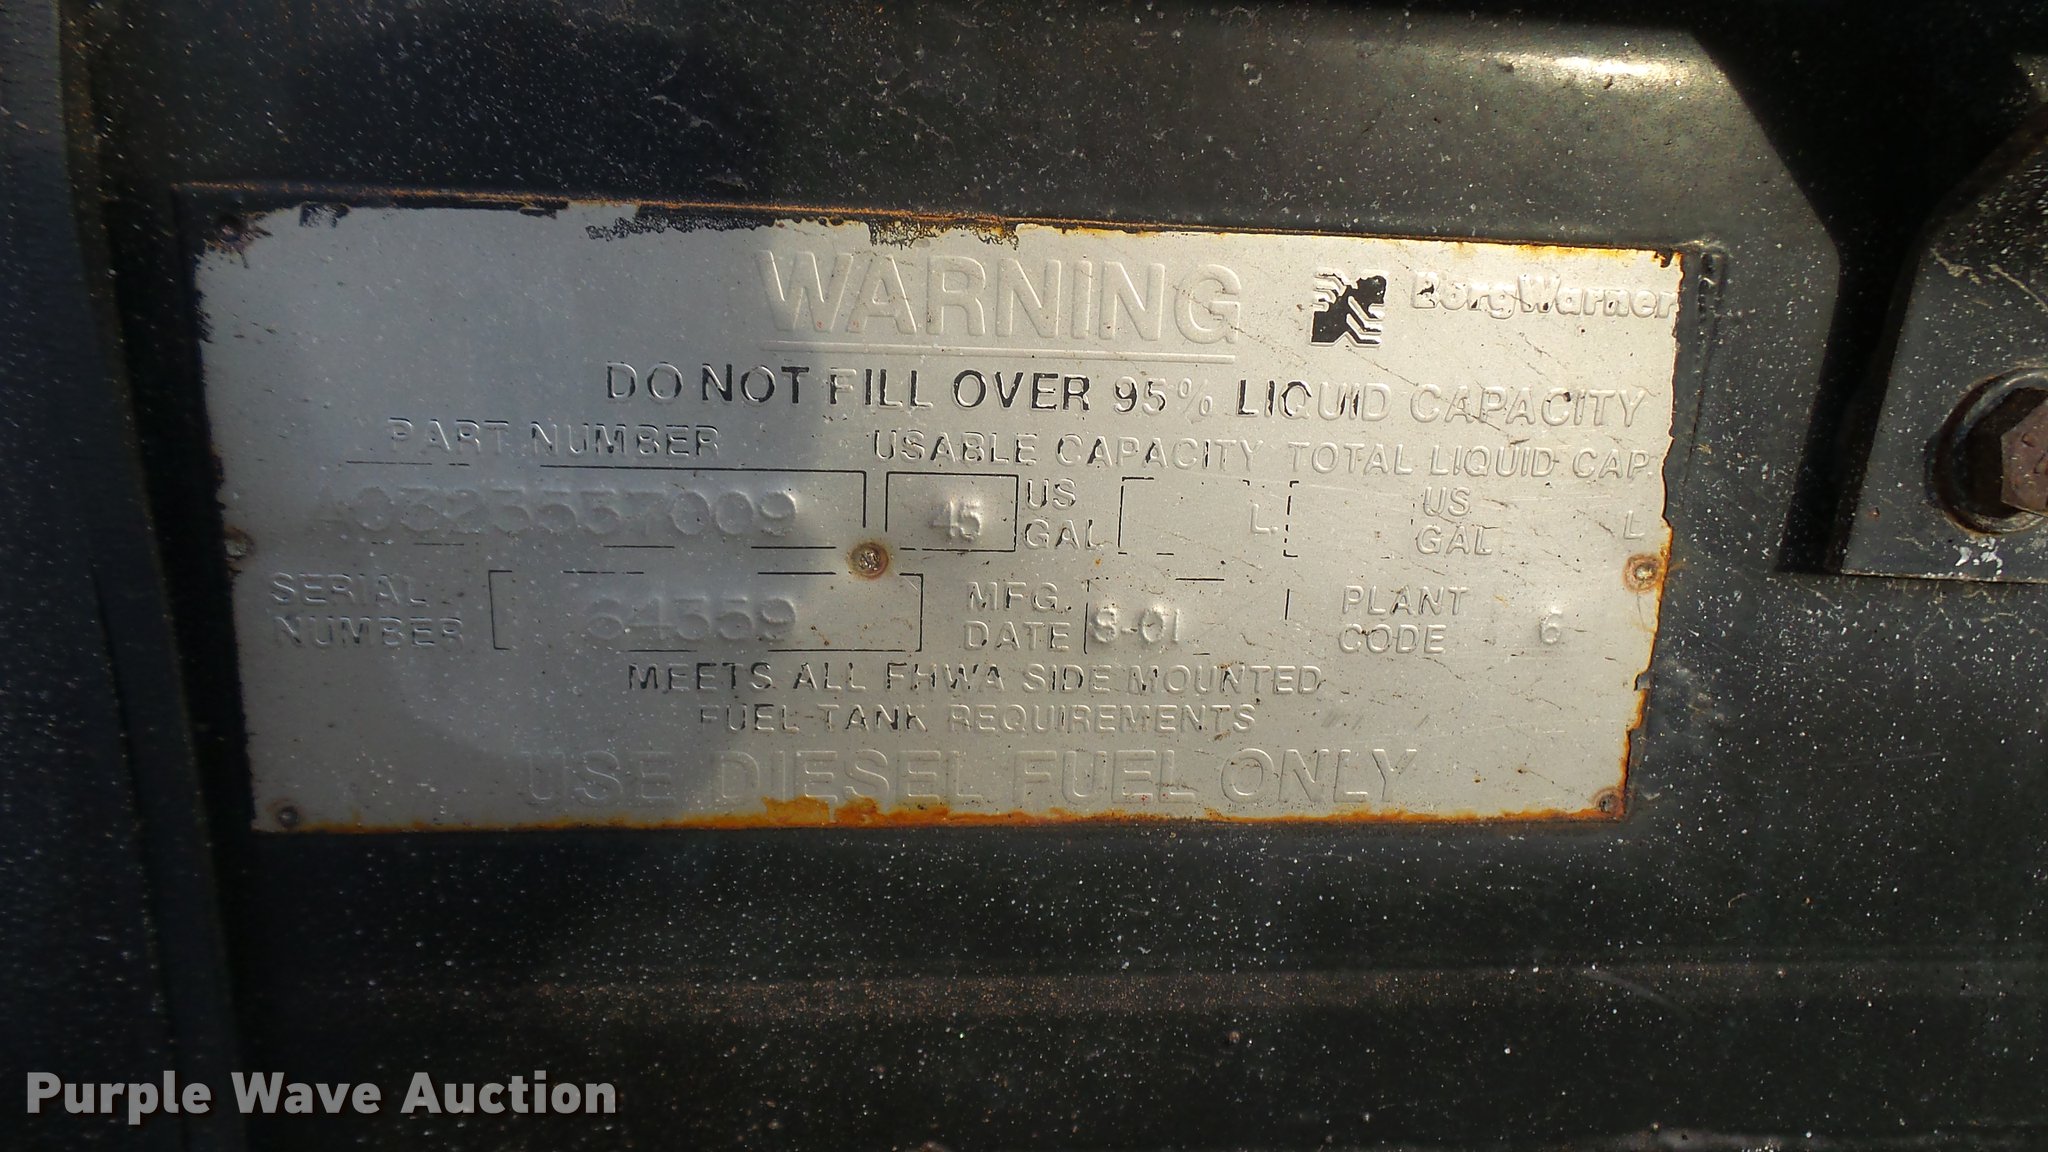 WARNING BorgWarner
DO NOT FILL OVER 95% LIQUID CAPACITY
PART NUMBER USABLE CAPACITY TOTAL LIQUID CAP.
45 US GAL L US GAL L
SERIAL NUMBER MFG. DATE PLANT CODE 6
MEETS ALL FHWA SIDE MOUNTED
FUEL TANK REQUIREMENTS
USE DIESEL FUEL ONLY
Purple Wave Auction